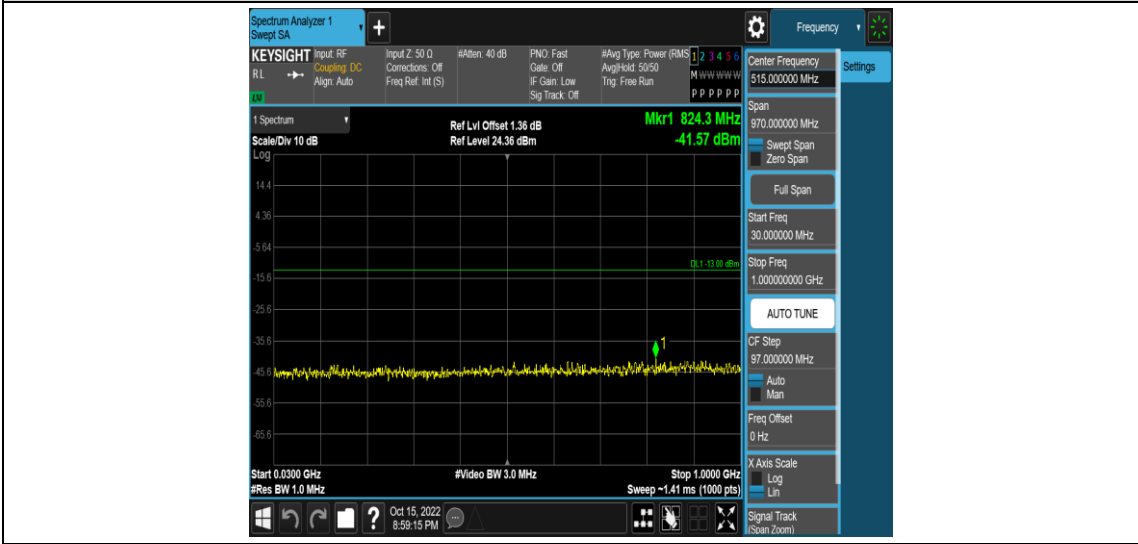 Spectrum Analyzer 1
Swept SA
Frequency
KEYSIGHT
RL
Input: RF
Coupling: DC
Align: Auto
Input Z: 50 Ω
Corrections: Off
Freq Ref: Int (S)
#Atten: 40 dB
PNO: Fast
Gate: Off
IF Gain: Low
Sig Track: Off
#Avg Type: Power (RMS
Avg|Hold: 50/50
Trig: Free Run
1 2 3 4 5 6
M W W W W W
P P P P P P
1 Spectrum
Scale/Div 10 dB
Log
Ref Lvl Offset 1.36 dB
Ref Level 24.36 dBm
Mkr1 824.3 MHz
-41.57 dBm
14.4
4.36
-5.64
-15.6
-25.6
-35.6
-45.6
-55.6
-65.6
DL1 -13.00 dBm
1
Start 0.0300 GHz
#Res BW 1.0 MHz
#Video BW 3.0 MHz
Stop 1.0000 GHz
Sweep ~1.41 ms (1000 pts)
Oct 15, 2022
8:59:15 PM
Center Frequency
515.000000 MHz
Settings
Span
970.000000 MHz
Swept Span
Zero Span
Full Span
Start Freq
30.000000 MHz
Stop Freq
1.000000000 GHz
AUTO TUNE
CF Step
97.000000 MHz
Auto
Man
Freq Offset
0 Hz
X Axis Scale
Log
Lin
Signal Track
(Span Zoom)